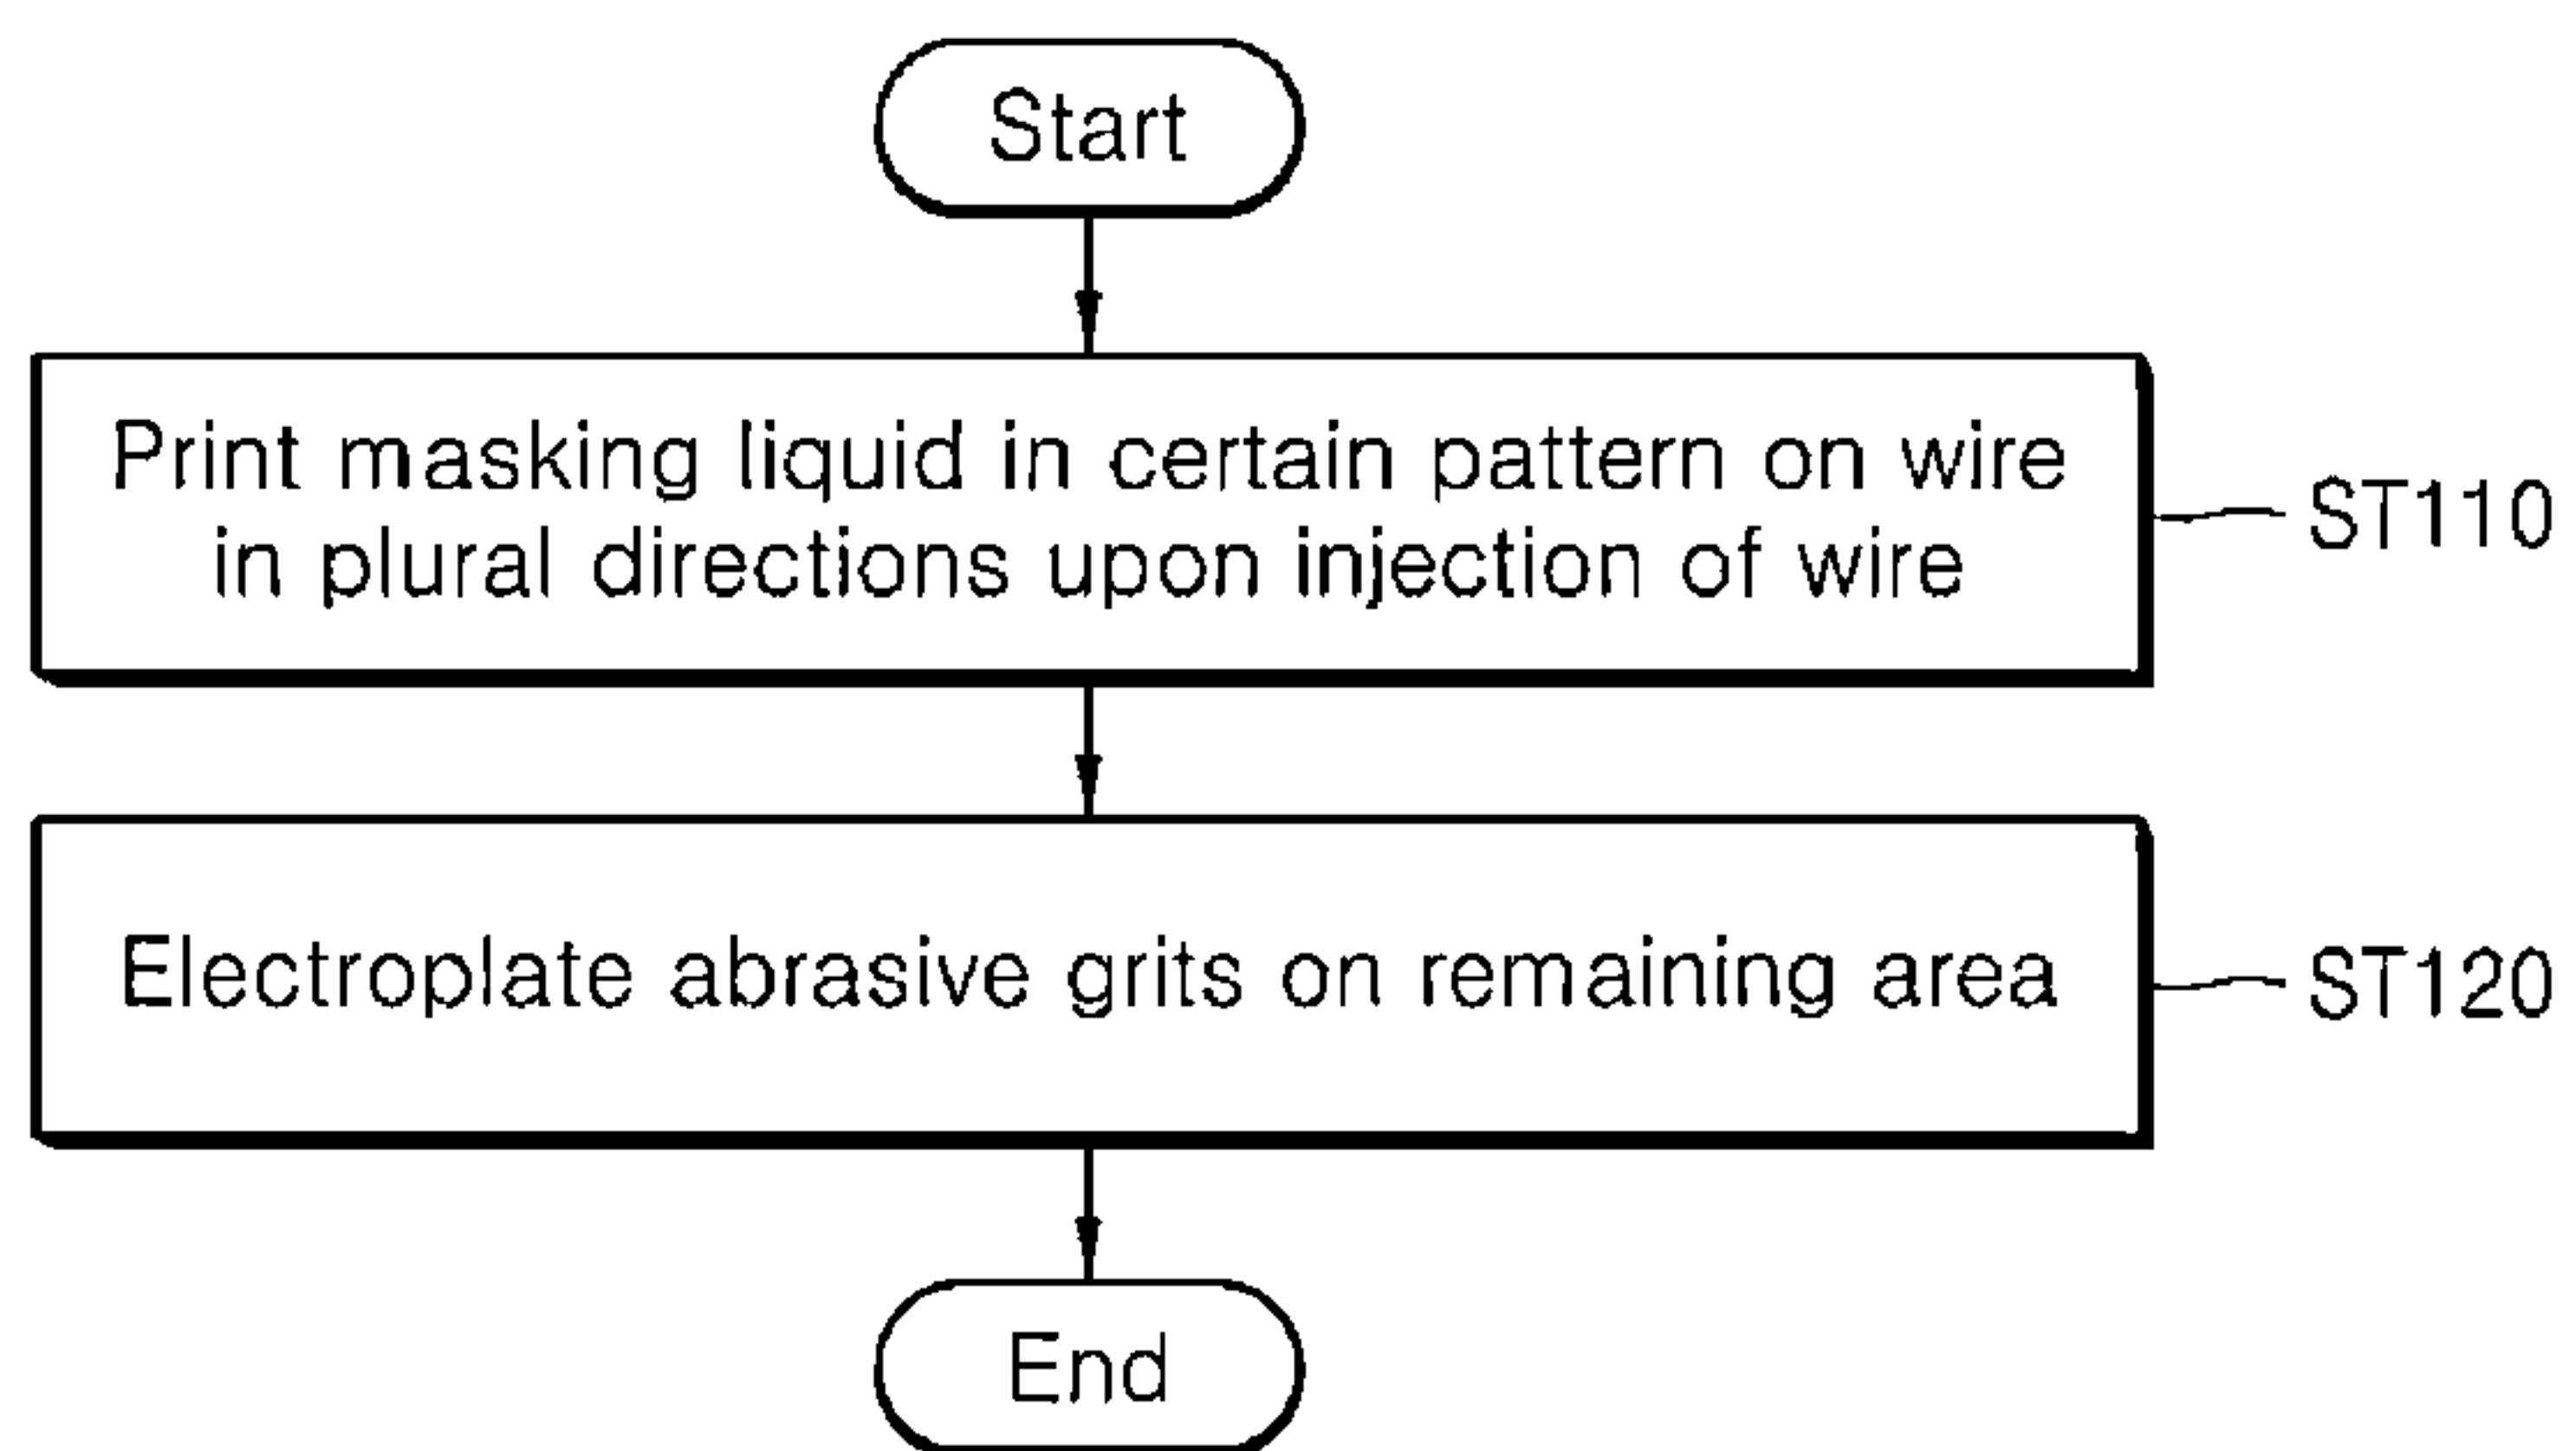 Start
Print masking liquid in certain pattern on wire
in plural directions upon injection of wire
ST110
Electroplate abrasive grits on remaining area
ST120
End